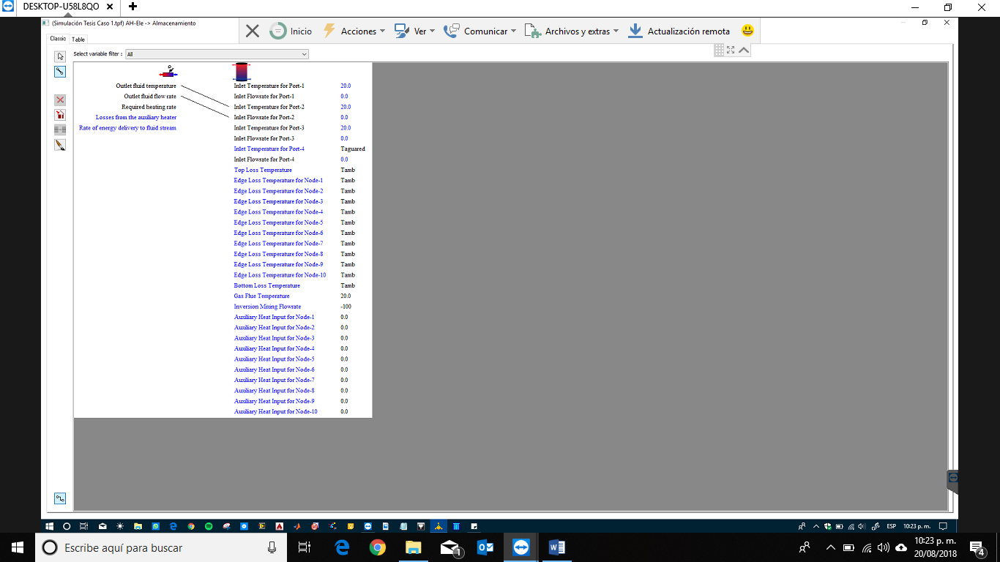 DESKTOP-U58L8QO
(Simulación Tesis Caso 1.tpf) AH-Ele -> Almacenamiento
Inicio
Acciones
Ver
Comunicar
Archivos y extras
Actualización remota
Classic Table
Select variable filter : All
Outlet fluid temperature Inlet Temperature for Port-1 20.0
Outlet fluid flow rate Inlet Flowrate for Port-1 0.0
Required heating rate Inlet Temperature for Port-2 20.0
Losses from the auxiliary heater Inlet Flowrate for Port-2 0.0
Rate of energy delivery to fluid stream Inlet Temperature for Port-3 20.0
Inlet Flowrate for Port-3 0.0
Inlet Temperature for Port-4 Taguared
Inlet Flowrate for Port-4 0.0
Top Loss Temperature Tamb
Edge Loss Temperature for Node-1 Tamb
Edge Loss Temperature for Node-2 Tamb
Edge Loss Temperature for Node-3 Tamb
Edge Loss Temperature for Node-4 Tamb
Edge Loss Temperature for Node-5 Tamb
Edge Loss Temperature for Node-6 Tamb
Edge Loss Temperature for Node-7 Tamb
Edge Loss Temperature for Node-8 Tamb
Edge Loss Temperature for Node-9 Tamb
Edge Loss Temperature for Node-10 Tamb
Bottom Loss Temperature Tamb
Gas Flue Temperature 20.0
Inversion Mixing Flowrate -100
Auxiliary Heat Input for Node-1 0.0
Auxiliary Heat Input for Node-2 0.0
Auxiliary Heat Input for Node-3 0.0
Auxiliary Heat Input for Node-4 0.0
Auxiliary Heat Input for Node-5 0.0
Auxiliary Heat Input for Node-6 0.0
Auxiliary Heat Input for Node-7 0.0
Auxiliary Heat Input for Node-8 0.0
Auxiliary Heat Input for Node-9 0.0
Auxiliary Heat Input for Node-10 0.0
ESP 10:23 p. m.
Escribe aquí para buscar
1
10:23 p. m.
20/08/2018
4